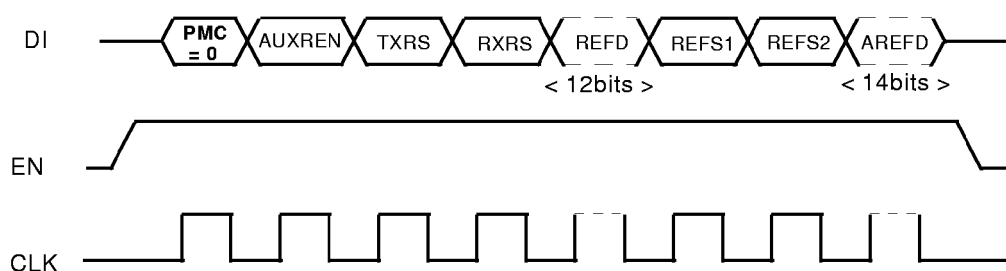 DI
PMC = 0
AUXREN
TXRS
RXRS
REFD
REFS1
REFS2
AREFD
< 12bits >
< 14bits >
EN
CLK